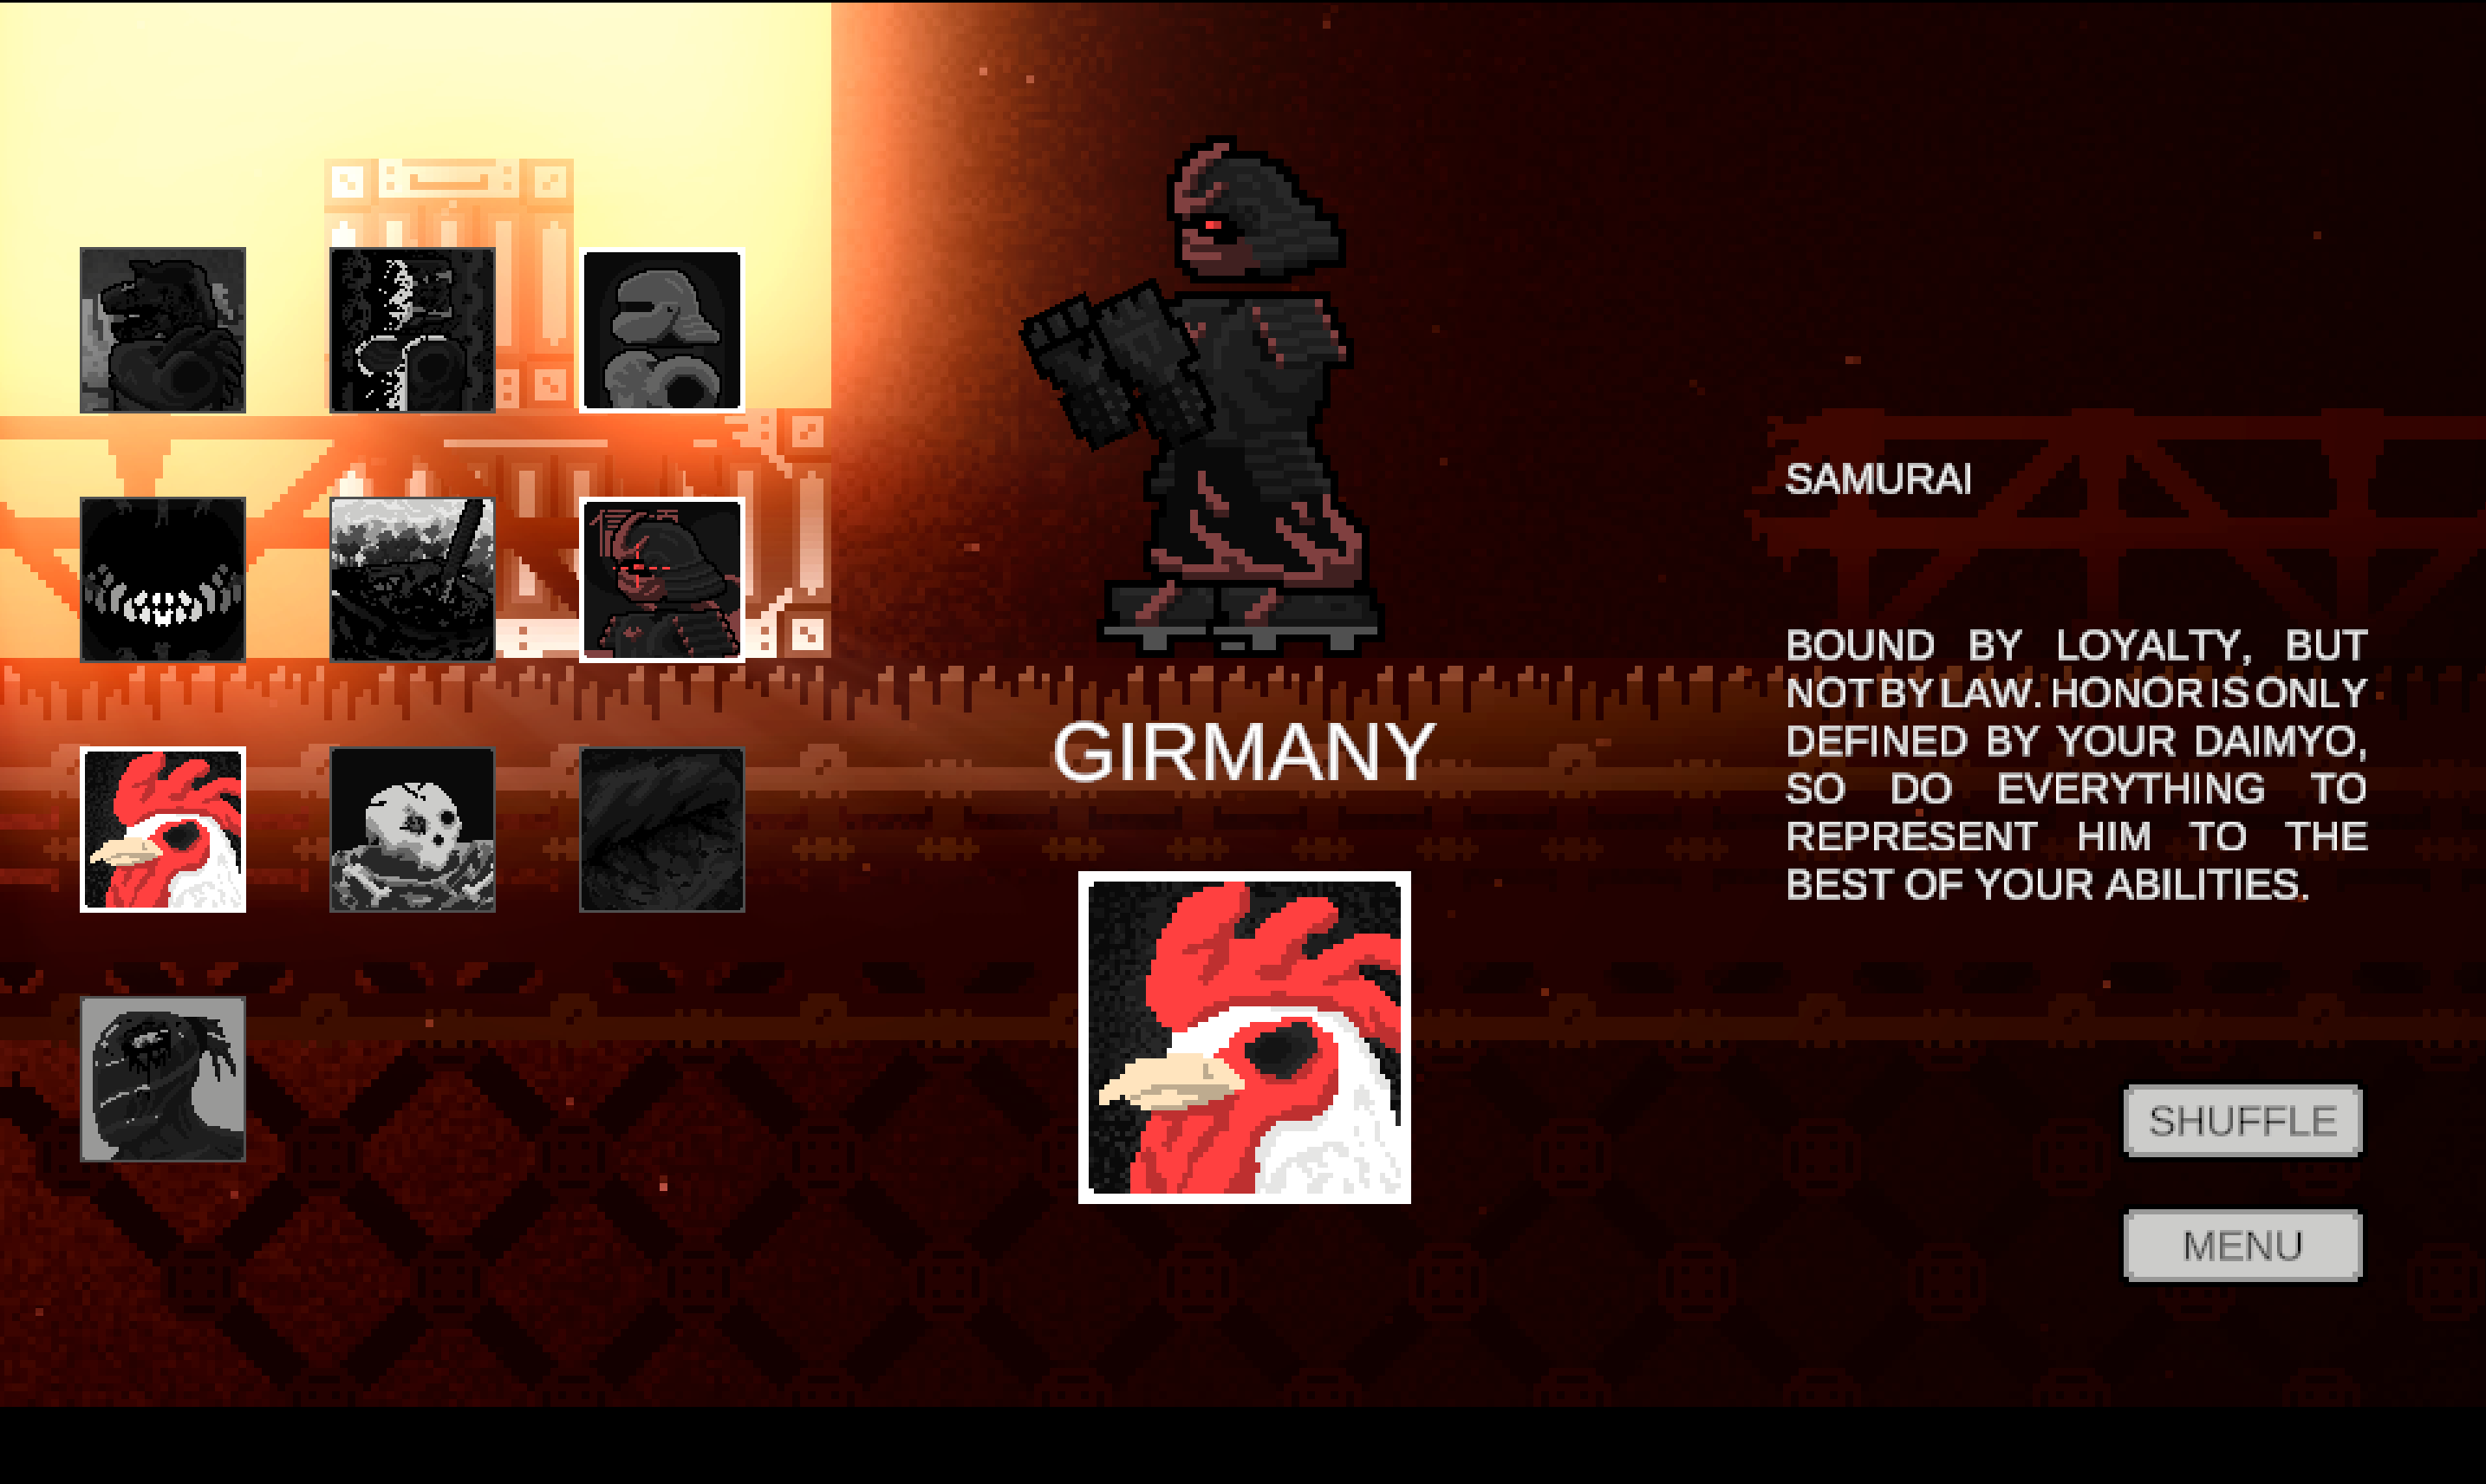 GIRMANY
SAMURAI
BOUND BY LOYALTY, BUT
NOT BY LAW. HONOR IS ONLY
DEFINED BY YOUR DAIMYO,
SO DO EVERYTHING TO
REPRESENT HIM TO THE
BEST OF YOUR ABILITIES.
SHUFFLE
MENU